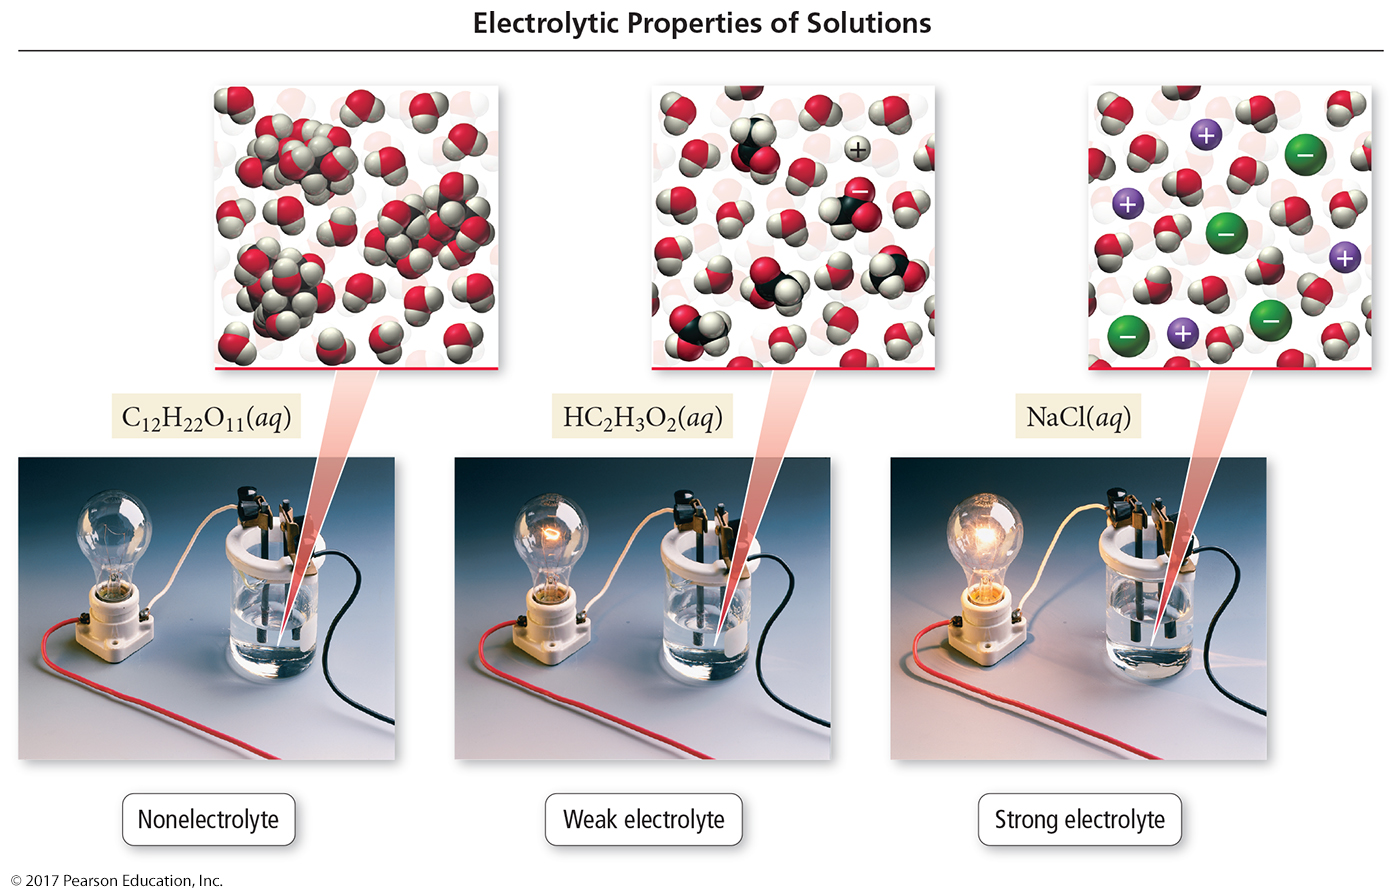 Electrolytic Properties of Solutions
+
−
+
−
+
−
+
−
+
−
C₁₂H₂₂O₁₁(aq)
HC₂H₃O₂(aq)
NaCl(aq)
Nonelectrolyte
Weak electrolyte
Strong electrolyte
© 2017 Pearson Education, Inc.